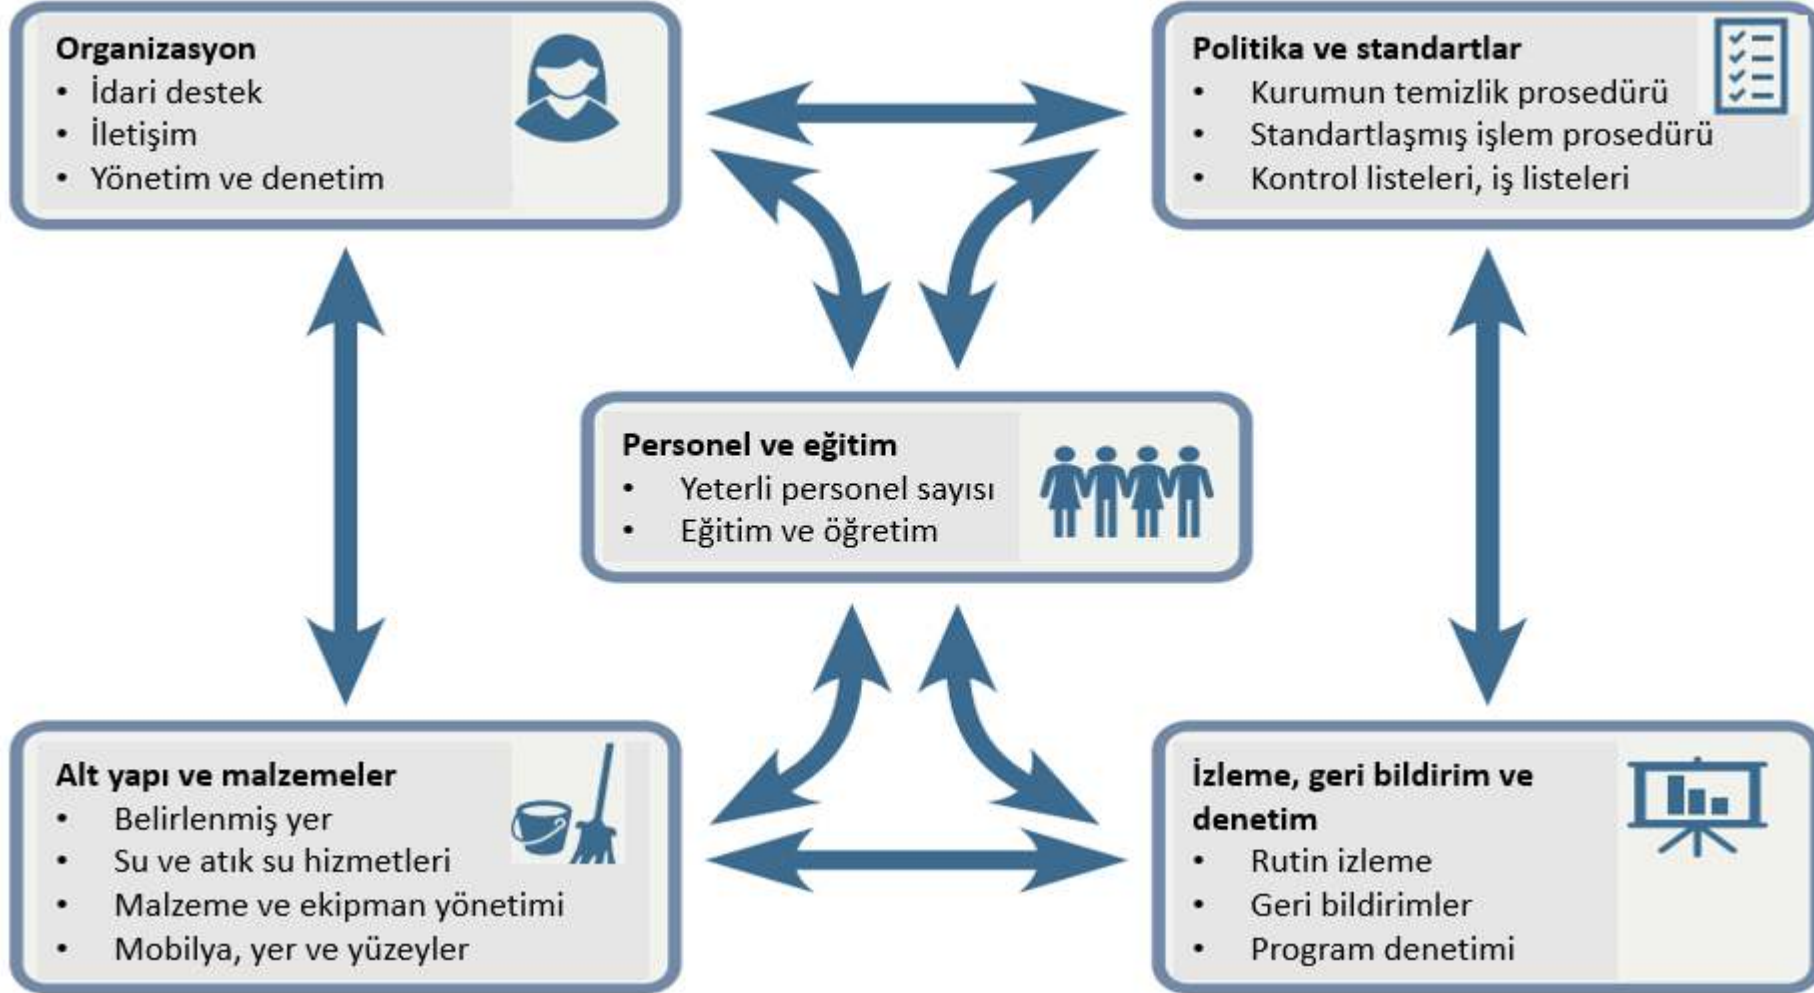 Organizasyon
• İdari destek
• İletişim
• Yönetim ve denetim
Politika ve standartlar
• Kurumun temizlik prosedürü
• Standartlaşmış işlem prosedürü
• Kontrol listeleri, iş listeleri
Personel ve eğitim
• Yeterli personel sayısı
• Eğitim ve öğretim
Alt yapı ve malzemeler
• Belirlenmiş yer
• Su ve atık su hizmetleri
• Malzeme ve ekipman yönetimi
• Mobilya, yer ve yüzeyler
İzleme, geri bildirim ve
denetim
• Rutin izleme
• Geri bildirimler
• Program denetimi